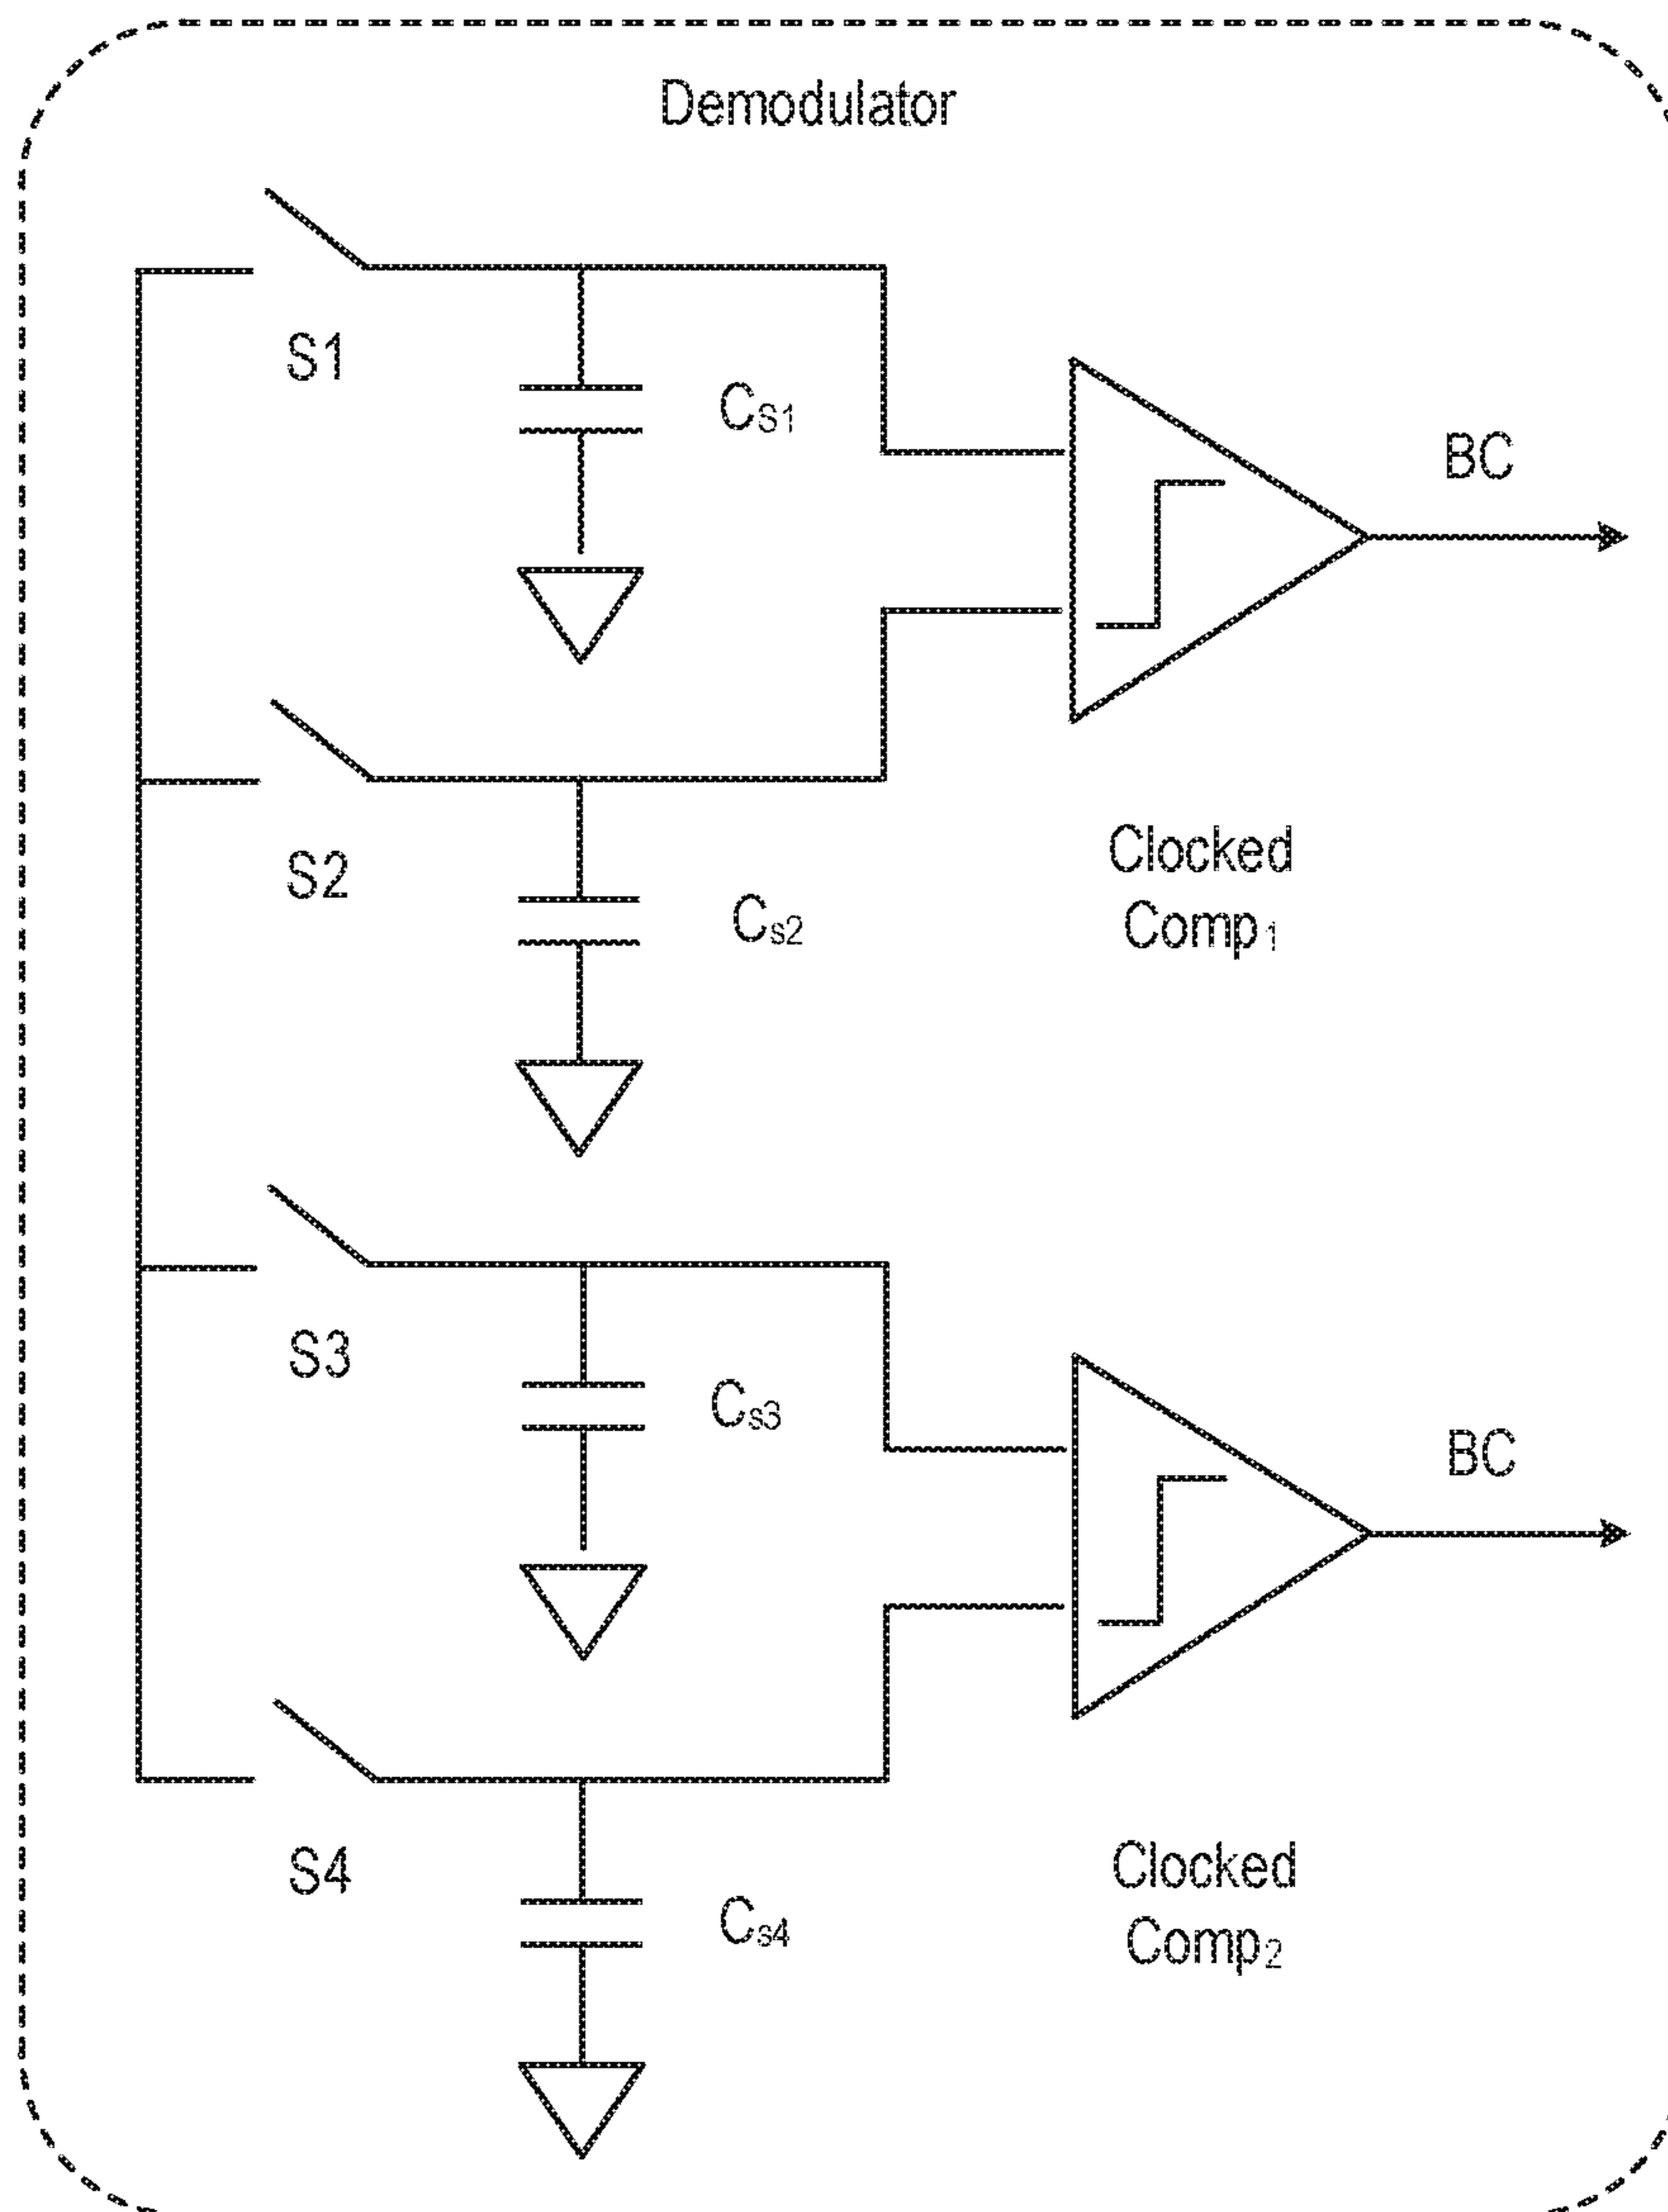 Demodulator
S1
CS1
BC
S2
Cs2
Clocked
Comp1
S3
Cs3
BC
S4
Cs4
Clocked
Comp2